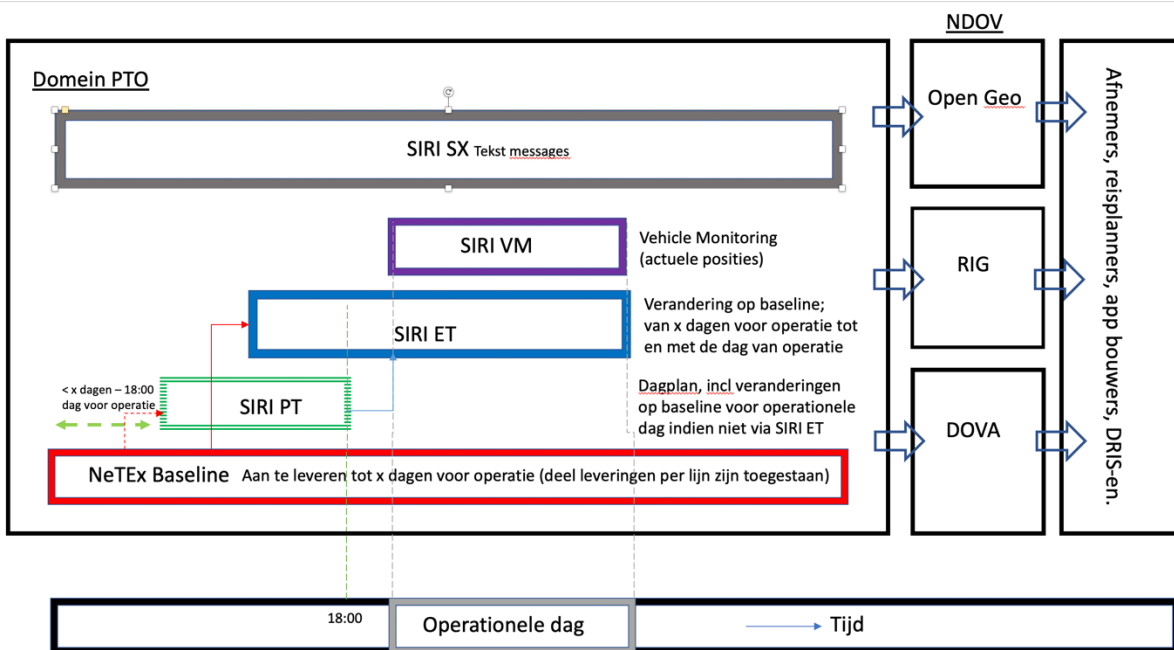 NDOV
Domein PTO
Open Geo
SIRI SX Tekst messages
SIRI VM
Vehicle Monitoring
(actuele posities)
RIG
SIRI ET
Verandering op baseline;
van x dagen voor operatie tot
en met de dag van operatie
< x dagen – 18:00
dag voor operatie
SIRI PT
Dagplan, incl veranderingen
op baseline voor operationele
dag indien niet via SIRI ET
DOVA
NeTEx Baseline Aan te leveren tot x dagen voor operatie (deel leveringen per lijn zijn toegestaan)
Afnemers, reisplanners, app bouwers, DRIS-en.
18:00
Operationele dag
Tijd